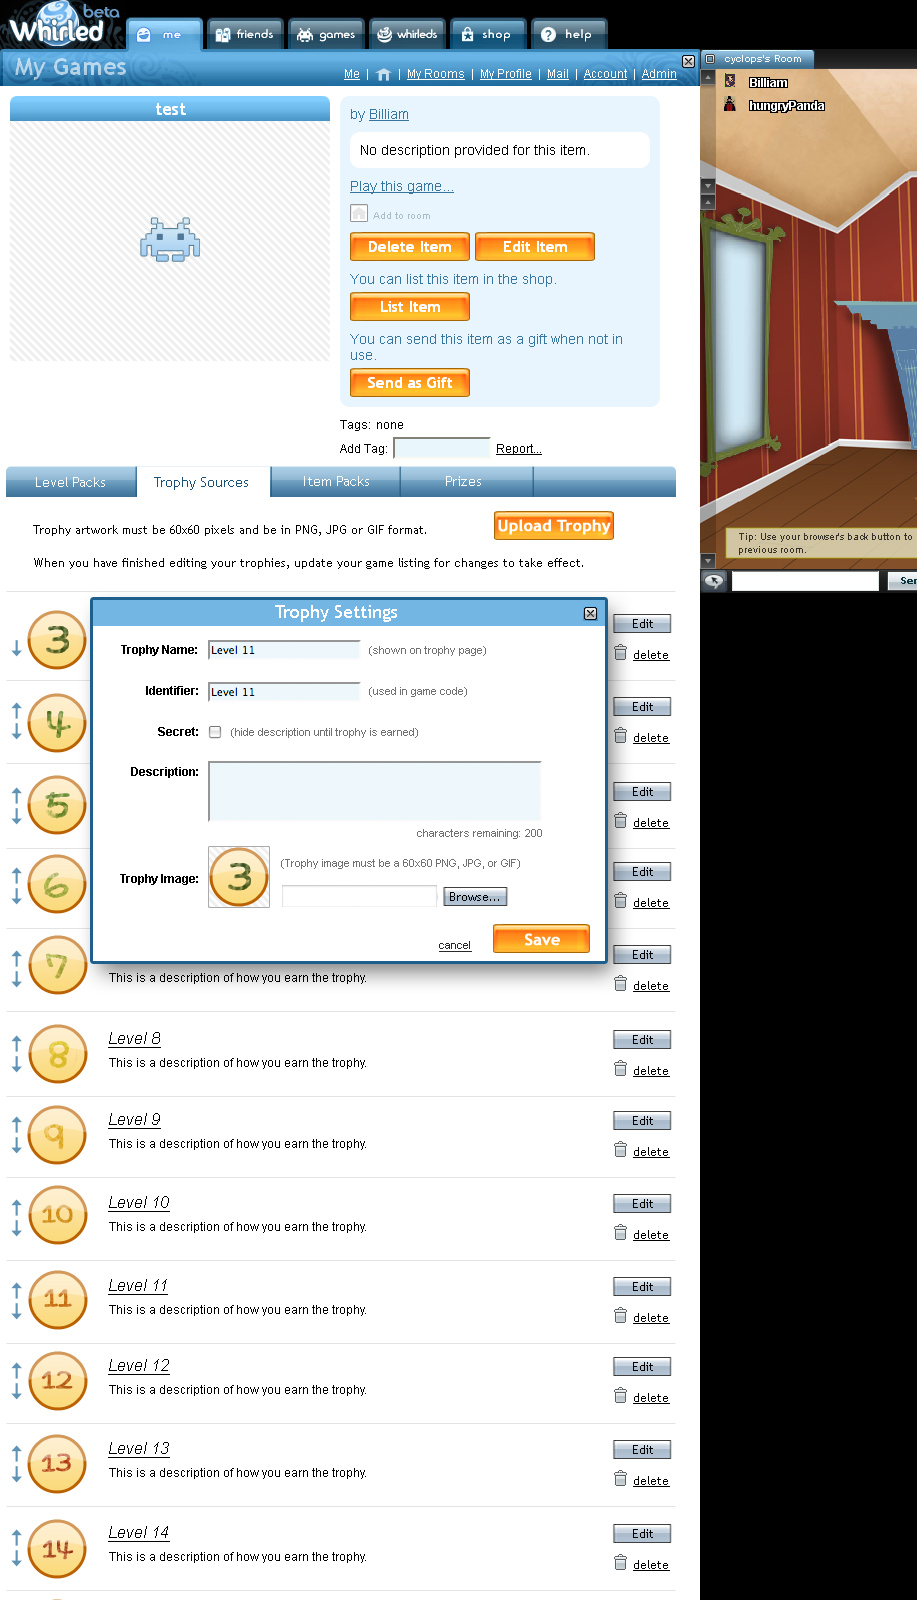 Whirled beta
me friends games whirleds shop help
My Games
Me | | My Rooms | My Profile | Mail | Account | Admin
cyclops's Room
Billiam
hungryPanda
test
by Billiam
No description provided for this item.
Play this game...
Add to room
Delete Item Edit Item
You can list this item in the shop.
List Item
You can send this item as a gift when not in
use.
Send as Gift
Tags: none
Add Tag: Report...
Level Packs Trophy Sources Item Packs Prizes
Trophy artwork must be 60x60 pixels and be in PNG, JPG or GIF format. Upload Trophy
When you have finished editing your trophies, update your game listing for changes to take effect.
Tip: Use your browser's back button to
previous room.
Trophy Settings
Trophy Name: Level 11 (shown on trophy page)
Identifier: Level 11 (used in game code)
Secret: (hide description until trophy is earned)
Description:
characters remaining: 200
Trophy Image: 3 (Trophy image must be a 60x60 PNG, JPG, or GIF)
Browse...
cancel Save
3 Edit
delete
4 Edit
delete
5 Edit
delete
6 Edit
delete
7 Edit
This is a description of how you earn the trophy.
delete
8 Level 8 Edit
This is a description of how you earn the trophy.
delete
9 Level 9 Edit
This is a description of how you earn the trophy.
delete
10 Level 10 Edit
This is a description of how you earn the trophy.
delete
11 Level 11 Edit
This is a description of how you earn the trophy.
delete
12 Level 12 Edit
This is a description of how you earn the trophy.
delete
13 Level 13 Edit
This is a description of how you earn the trophy.
delete
14 Level 14 Edit
This is a description of how you earn the trophy.
delete